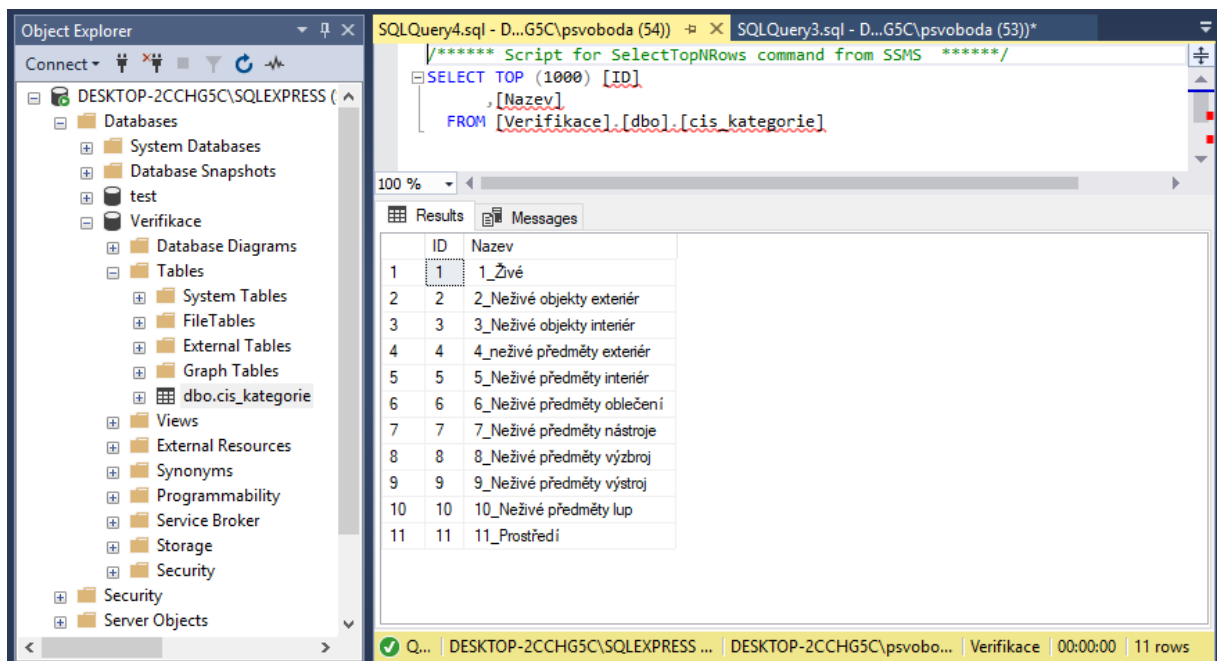 Object Explorer
Connect
DESKTOP-2CCHG5C\SQLEXPRESS (
Databases
System Databases
Database Snapshots
test
Verifikace
Database Diagrams
Tables
System Tables
FileTables
External Tables
Graph Tables
dbo.cis_kategorie
Views
External Resources
Synonyms
Programmability
Service Broker
Storage
Security
Security
Server Objects
SQLQuery4.sql - D...G5C\psvoboda (54)) SQLQuery3.sql - D...G5C\psvoboda (53))*
/****** Script for SelectTopNRows command from SSMS ******/
SELECT TOP (1000) [ID]
,[Nazev]
FROM [Verifikace].[dbo].[cis_kategorie]
100 %
Results Messages
ID Nazev
1 1 1_Živé
2 2 2_Neživé objekty exteriér
3 3 3_Neživé objekty interiér
4 4 4_neživé předměty exteriér
5 5 5_Neživé předměty interiér
6 6 6_Neživé předměty oblečení
7 7 7_Neživé předměty nástroje
8 8 8_Neživé předměty výzbroj
9 9 9_Neživé předměty výstroj
10 10 10_Neživé předměty lup
11 11 11_Prostředí
Q... DESKTOP-2CCHG5C\SQLEXPRESS ... DESKTOP-2CCHG5C\psvobo... Verifikace 00:00:00 11 rows